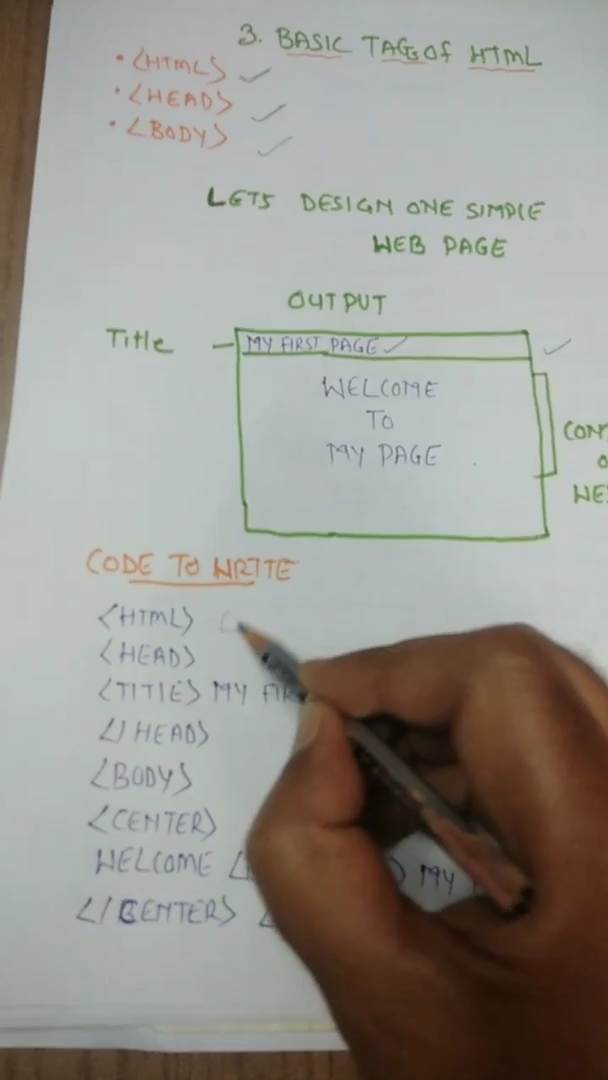 3. BASIC TAGS OF HTML
• <HTML>
• <HEAD>
• <BODY>
LETS DESIGN ONE SIMPLE
WEB PAGE
OUTPUT
Title
MY FIRST PAGE
WELCOME
TO
MY PAGE
CODE TO WRITE
<HTML>
<HEAD>
<TITLE> MY
</HEAD>
<BODY>
<CENTER>
WELCOME MY
</CENTER>